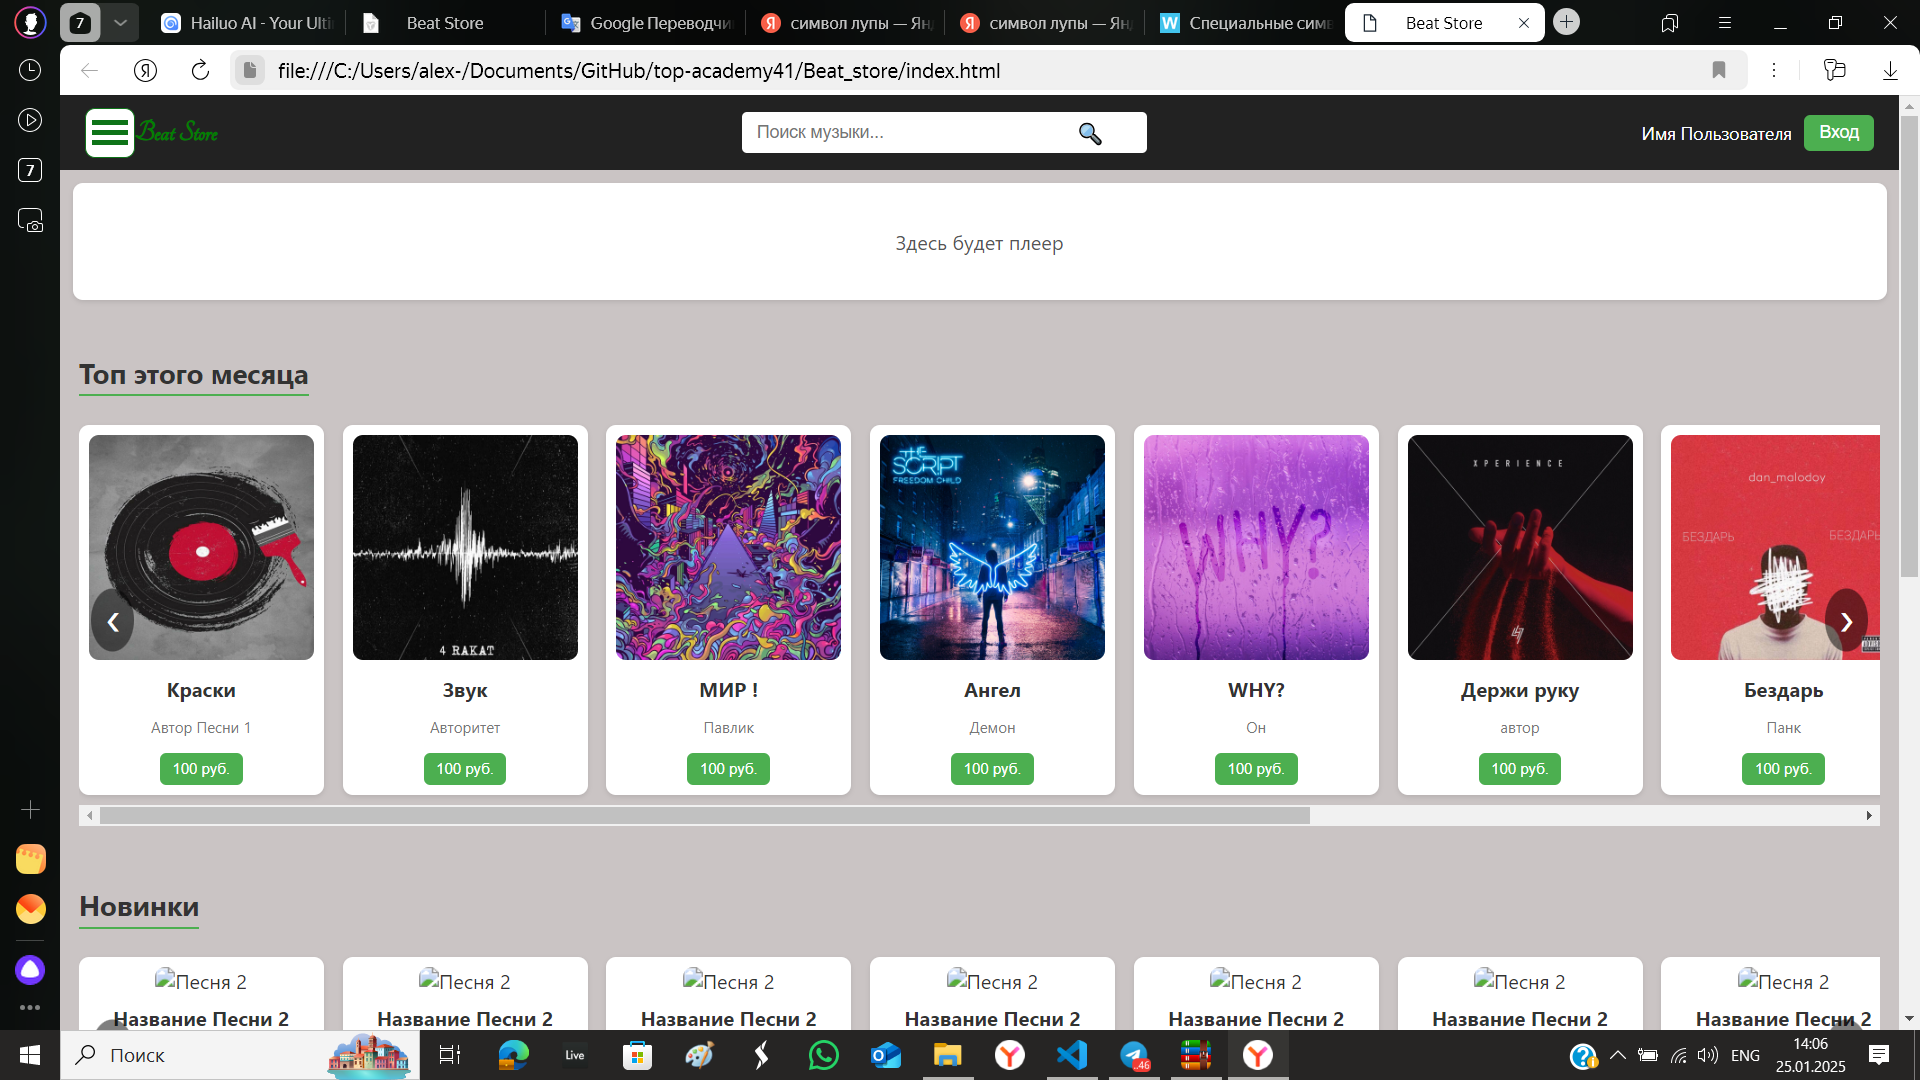 7
Hailuo AI - Your Ulti
Beat Store
Google Переводчи
символ лупы — Ян
символ лупы — Ян
Специальные симв
Beat Store
file:///C:/Users/alex-/Documents/GitHub/top-academy41/Beat_store/index.html
7
Beat Store
Поиск музыки...
Имя Пользователя
Вход
Здесь будет плеер
Топ этого месяца
4 RAKAT
THE SCRIPT
FREEDOM CHILD
WHY?
XPERIENCE
dan_malodoy
БЕЗДАРЬ БЕЗДАРЬ
Краски
Звук
МИР !
Ангел
WHY?
Держи руку
Бездарь
Автор Песни 1
Авторитет
Павлик
Демон
Он
автор
Панк
100 руб.
100 руб.
100 руб.
100 руб.
100 руб.
100 руб.
100 руб.
Новинки
Песня 2
Песня 2
Песня 2
Песня 2
Песня 2
Песня 2
Песня 2
Название Песни 2
Название Песни 2
Название Песни 2
Название Песни 2
Название Песни 2
Название Песни 2
Название Песни 2
Поиск
Live
..46
ENG
14:06
25.01.2025